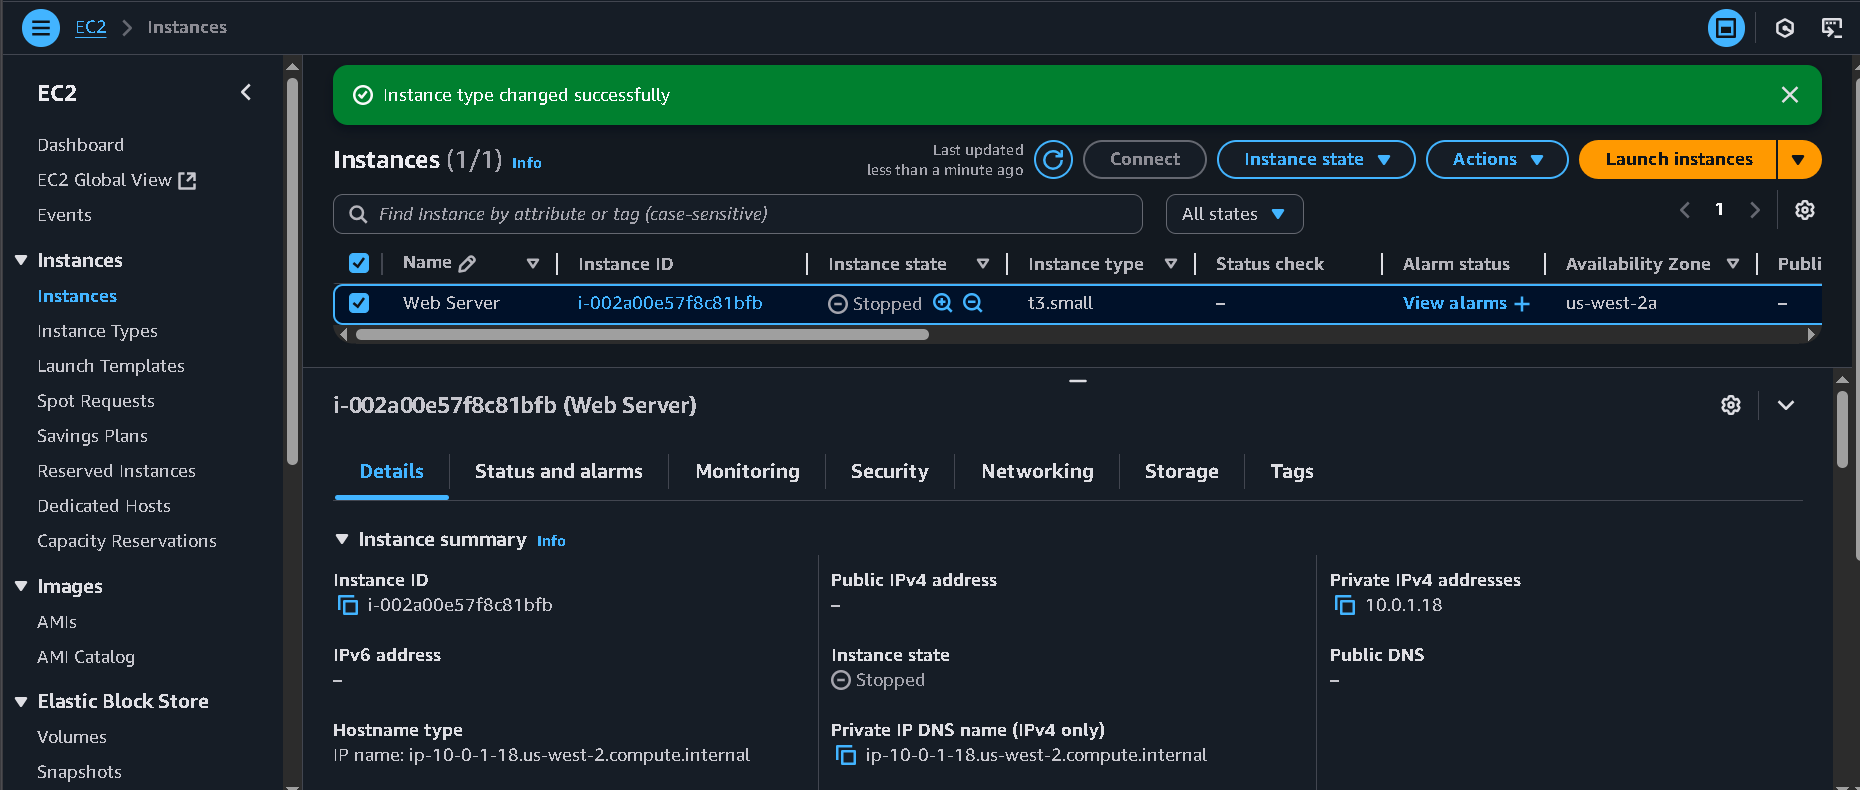 EC2 Instances
EC2
Dashboard
EC2 Global View
Events
Instances
Instances
Instance Types
Launch Templates
Spot Requests
Savings Plans
Reserved Instances
Dedicated Hosts
Capacity Reservations
Images
AMIs
AMI Catalog
Elastic Block Store
Volumes
Snapshots
Instance type changed successfully
Instances (1/1) Info
Last updated
less than a minute ago
Connect
Instance state
Actions
Launch instances
Find Instance by attribute or tag (case-sensitive)
All states
1
Name Instance ID Instance state Instance type Status check Alarm status Availability Zone Publi
Web Server i-002a00e57f8c81bfb Stopped t3.small – View alarms + us-west-2a –
i-002a00e57f8c81bfb (Web Server)
Details Status and alarms Monitoring Security Networking Storage Tags
Instance summary Info
Instance ID
i-002a00e57f8c81bfb
Public IPv4 address
–
Private IPv4 addresses
10.0.1.18
IPv6 address
–
Instance state
Stopped
Public DNS
–
Hostname type
IP name: ip-10-0-1-18.us-west-2.compute.internal
Private IP DNS name (IPv4 only)
ip-10-0-1-18.us-west-2.compute.internal